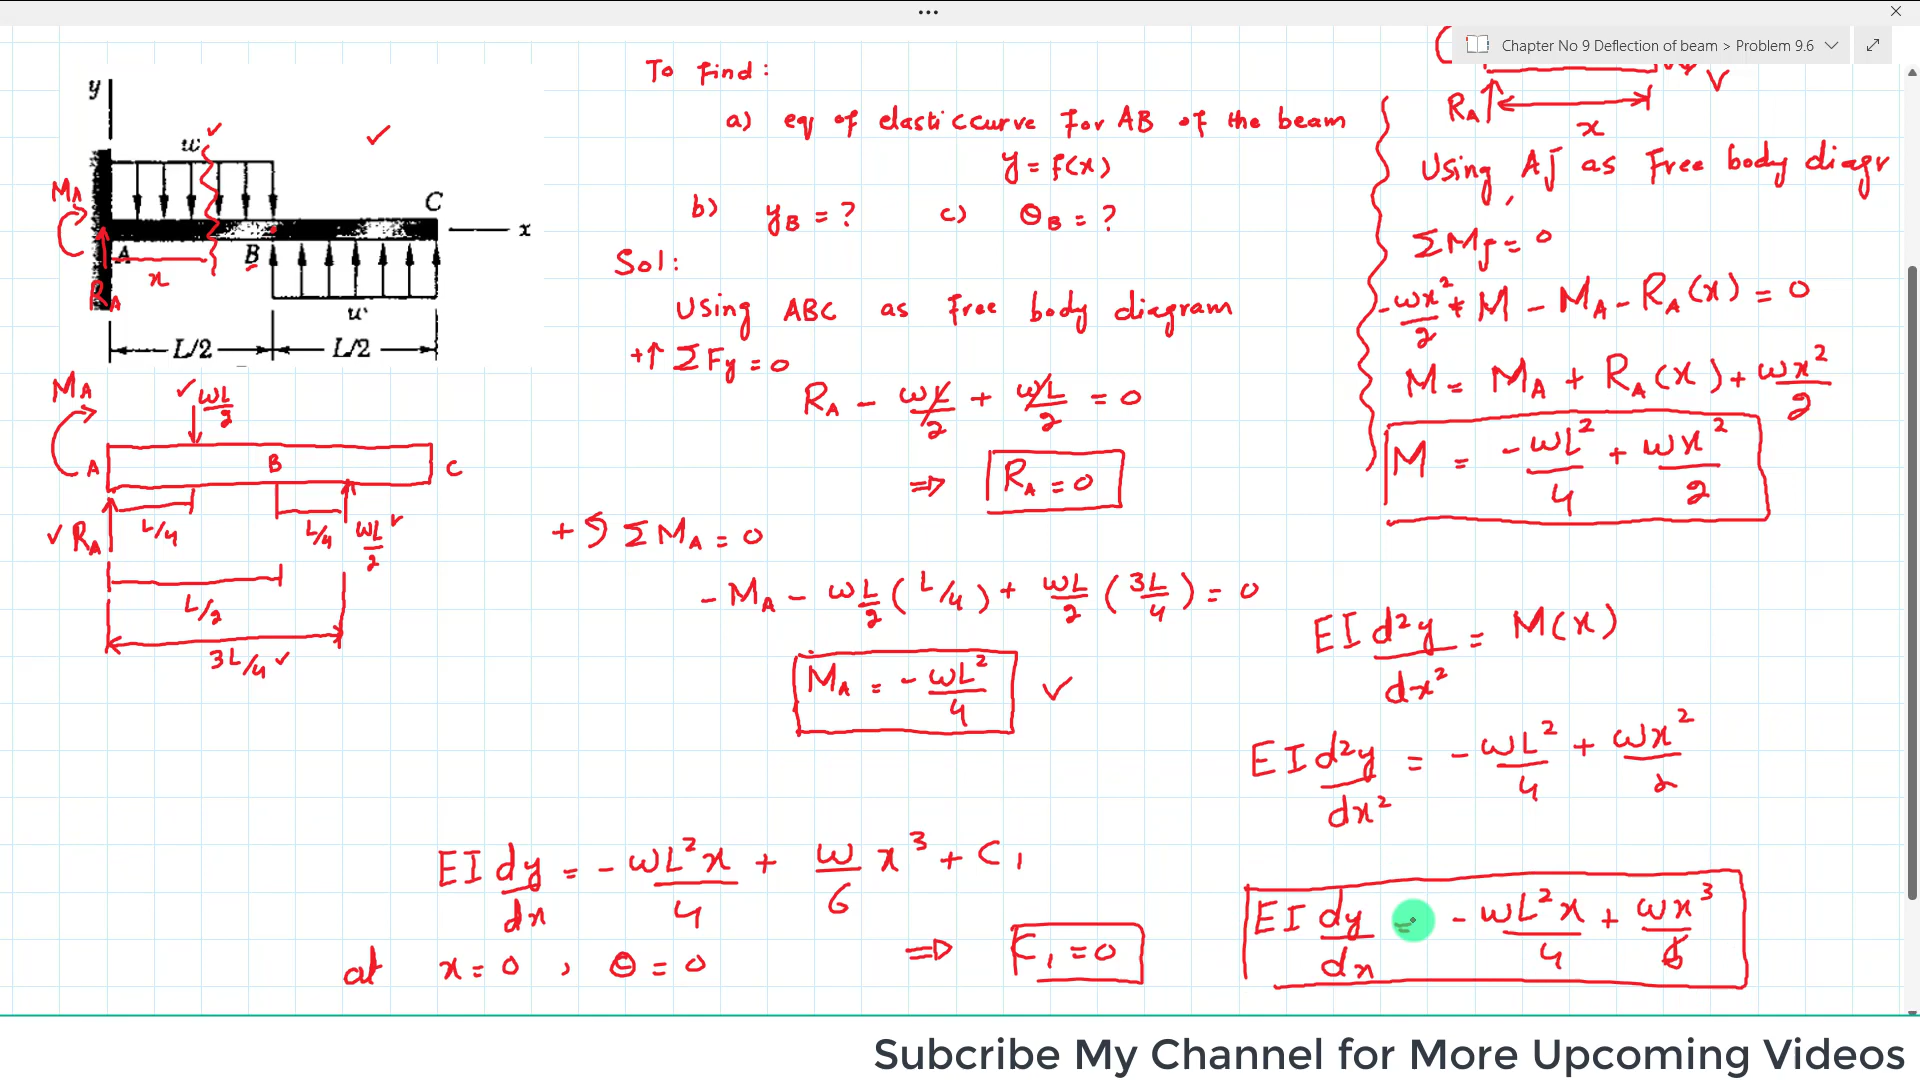 Chapter No 9 Deflection of beam > Problem 9.6
y
w
M_A
A
B
C
x
x
R_A
w
L/2
L/2
M_A
wL/2
A
B
C
R_A
L/4
L/4
wL/2
L/2
3L/4
To Find:
a) eq of elastic curve for AB of the beam
y = f(x)
b) y_B = ? c) θ_B = ?
Sol:
Using ABC as free body diagram
+↑ ΣFy = 0
R_A - wL/2 + wL/2 = 0
⇒ R_A = 0
+↺ ΣM_A = 0
- M_A - wL/2 (L/4) + wL/2 (3L/4) = 0
M_A = - wL²/4
EI dy/dx = - wL²x/4 + w/6 x³ + C₁
at x = 0 , θ = 0 ⇒ C₁ = 0
R_A
x
V
Using AJ as Free body diagr
ΣM_J = 0
- wx²/2 + M - M_A - R_A(x) = 0
M = M_A + R_A(x) + wx²/2
M = - wL²/4 + wx²/2
EI d²y/dx² = M(x)
EI d²y/dx² = - wL²/4 + wx²/2
EI dy/dx = - wL²x/4 + wx³/6
Subcribe My Channel for More Upcoming Videos